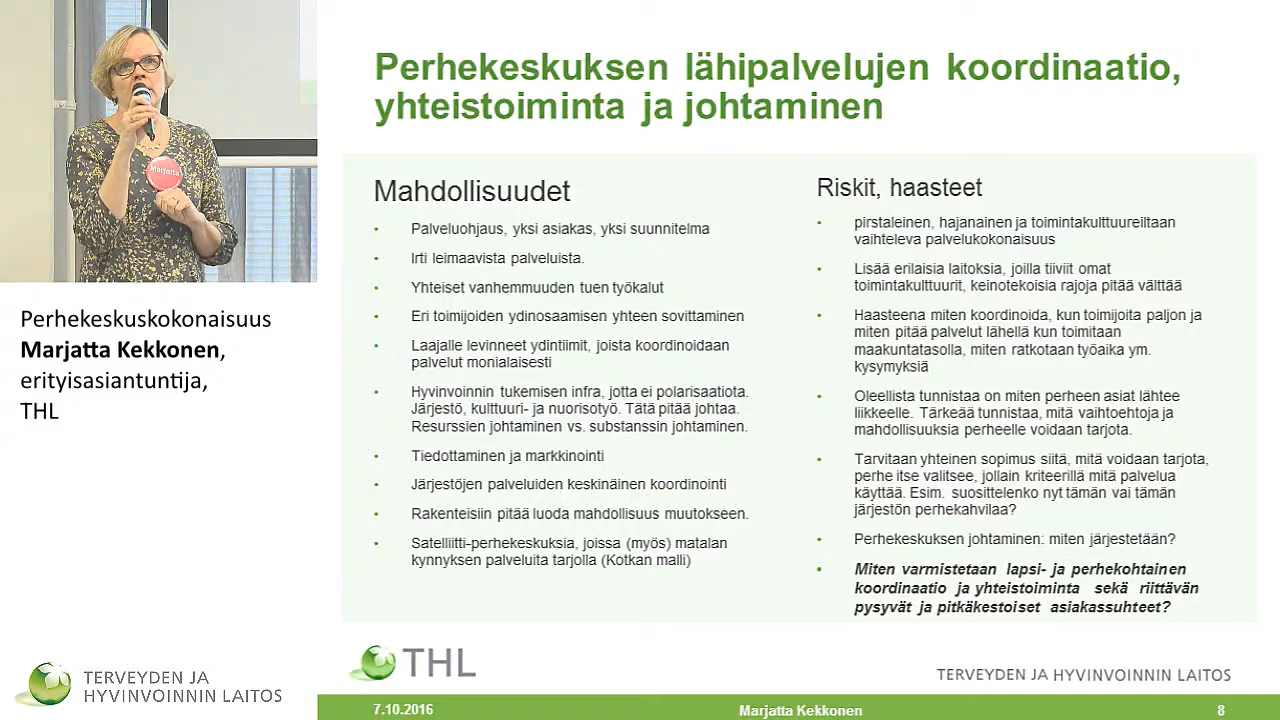 Marjatta
Perhekeskuskokonaisuus
Marjatta Kekkonen,
erityisasiantuntija,
THL
TERVEYDEN JA
HYVINVOINNIN LAITOS
Perhekeskuksen lähipalvelujen koordinaatio,
yhteistoiminta ja johtaminen
Mahdollisuudet
• Palveluohjaus, yksi asiakas, yksi suunnitelma
• Irti leimaavista palveluista.
• Yhteiset vanhemmuuden tuen työkalut
• Eri toimijoiden ydinosaamisen yhteen sovittaminen
• Laajalle levinneet ydintiimit, joista koordinoidaan
palvelut monialaisesti
• Hyvinvoinnin tukemisen infra, jotta ei polarisaatiota.
Järjestö, kulttuuri- ja nuorisotyö. Tätä pitää johtaa.
Resurssien johtaminen vs. substanssin johtaminen.
• Tiedottaminen ja markkinointi
• Järjestöjen palveluiden keskinäinen koordinointi
• Rakenteisiin pitää luoda mahdollisuus muutokseen.
• Satelliitti-perhekeskuksia, joissa (myös) matalan
kynnyksen palveluita tarjolla (Kotkan malli)
Riskit, haasteet
• pirstaleinen, hajanainen ja toimintakulttuureiltaan
vaihteleva palvelukokonaisuus
• Lisää erilaisia laitoksia, joilla tiiviit omat
toimintakulttuurit, keinotekoisia rajoja pitää välttää
• Haasteena miten koordinoida, kun toimijoita paljon ja
miten pitää palvelut lähellä kun toimitaan
maakuntatasolla, miten ratkotaan työaika ym.
kysymyksiä
• Oleellista tunnistaa on miten perheen asiat lähtee
liikkeelle. Tärkeää tunnistaa, mitä vaihtoehtoja ja
mahdollisuuksia perheelle voidaan tarjota.
• Tarvitaan yhteinen sopimus siitä, mitä voidaan tarjota,
perhe itse valitsee, jollain kriteerillä mitä palvelua
käyttää. Esim. suosittelenko nyt tämän vai tämän
järjestön perhekahvilaa?
• Perhekeskuksen johtaminen: miten järjestetään?
• Miten varmistetaan lapsi- ja perhekohtainen
koordinaatio ja yhteistoiminta sekä riittävän
pysyvät ja pitkäkestoiset asiakassuhteet?
THL
TERVEYDEN JA HYVINVOINNIN LAITOS
7.10.2016
Marjatta Kekkonen
8